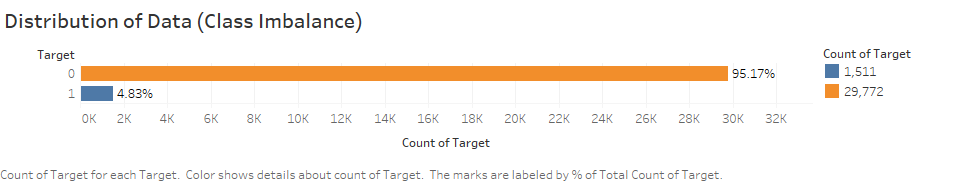 Distribution of Data (Class Imbalance)
Target
0
95.17%
1
4.83%
0K 2K 4K 6K 8K 10K 12K 14K 16K 18K 20K 22K 24K 26K 28K 30K 32K
Count of Target
Count of Target
1,511
29,772
Count of Target for each Target. Color shows details about count of Target. The marks are labeled by % of Total Count of Target.